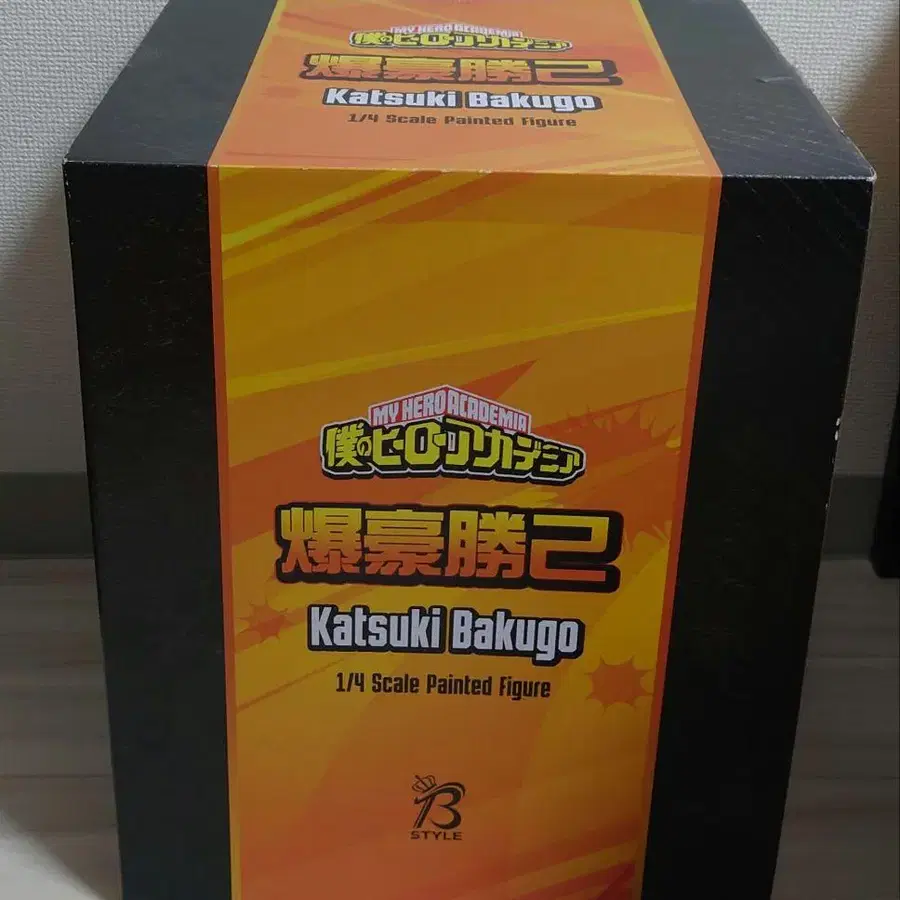 MY HERO ACADEMIA
僕のヒーローアカデミア
爆豪勝己
Katsuki Bakugo
1/4 Scale Painted Figure
MY HERO ACADEMIA
僕のヒーローアカデミア
爆豪勝己
Katsuki Bakugo
1/4 Scale Painted Figure
B
STYLE